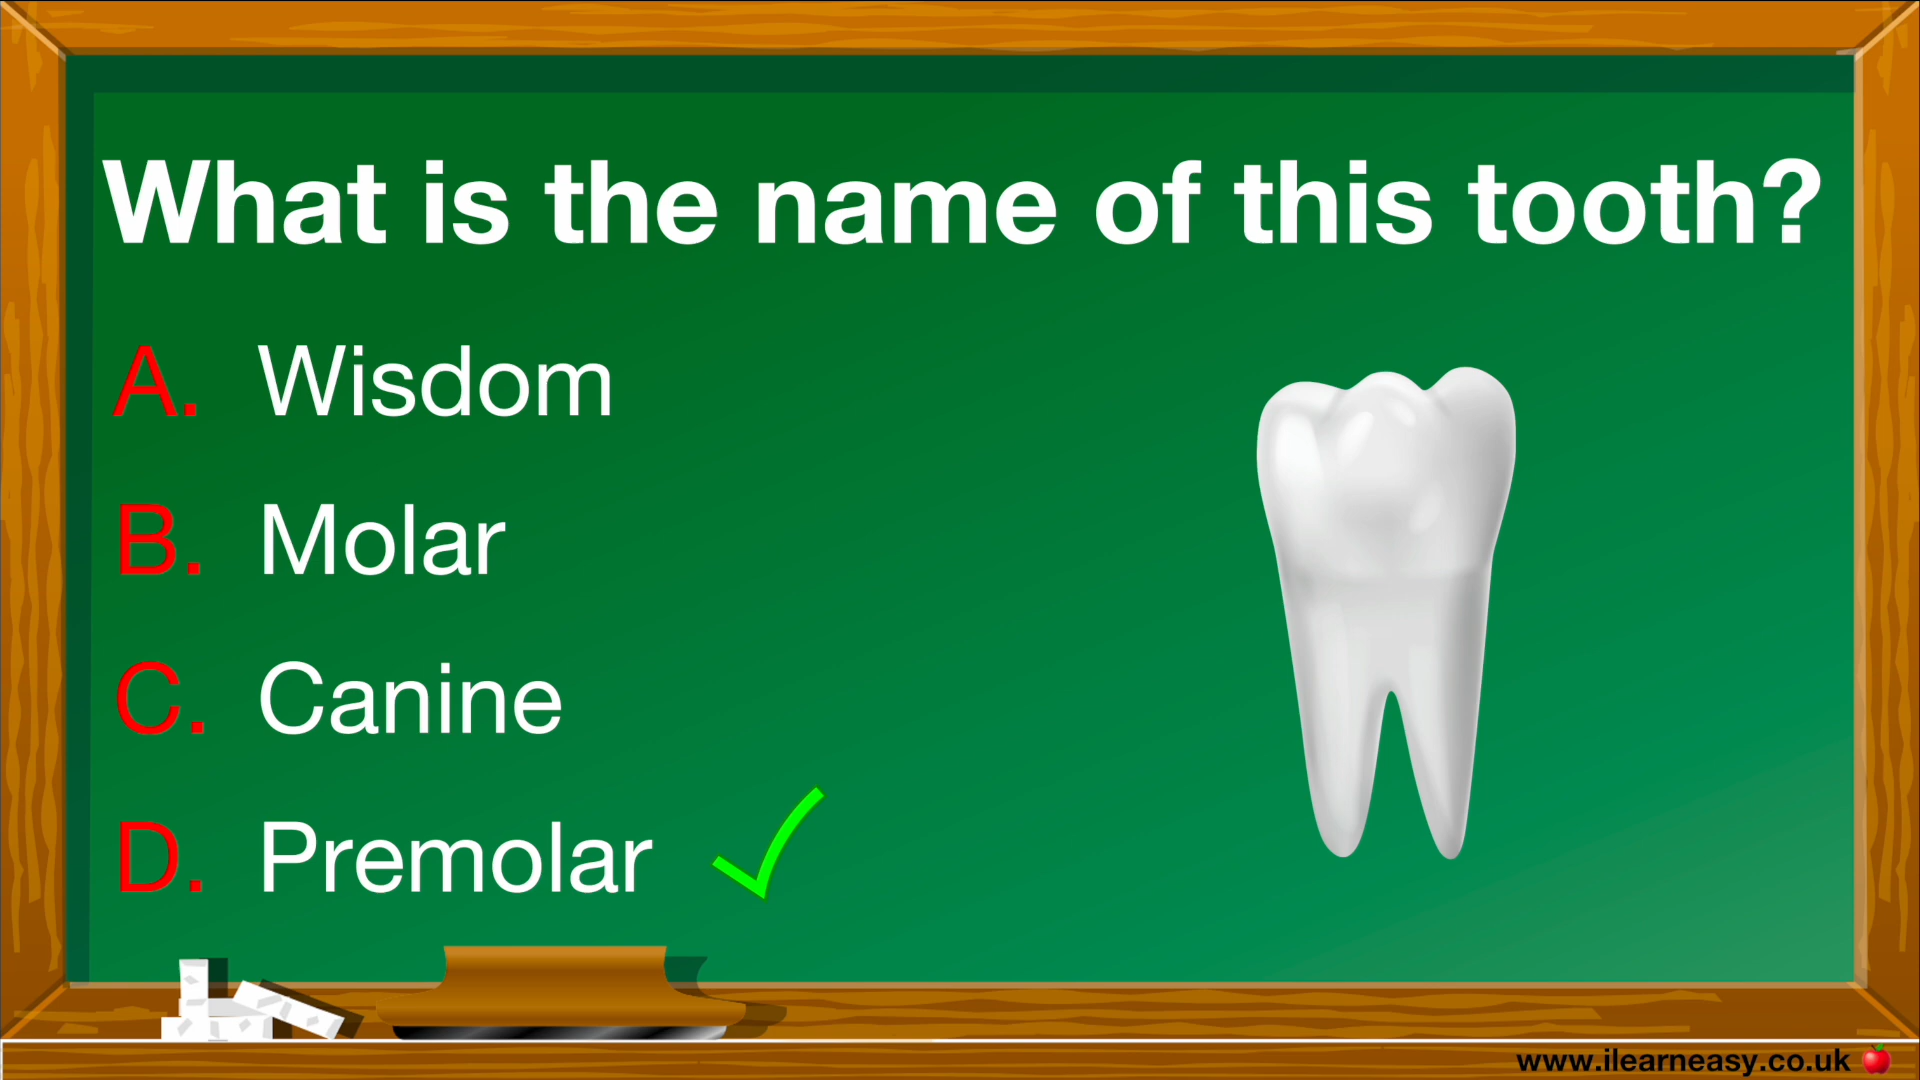 What is the name of this tooth?
A. Wisdom
B. Molar
C. Canine
D. Premolar
www.ilearneasy.co.uk